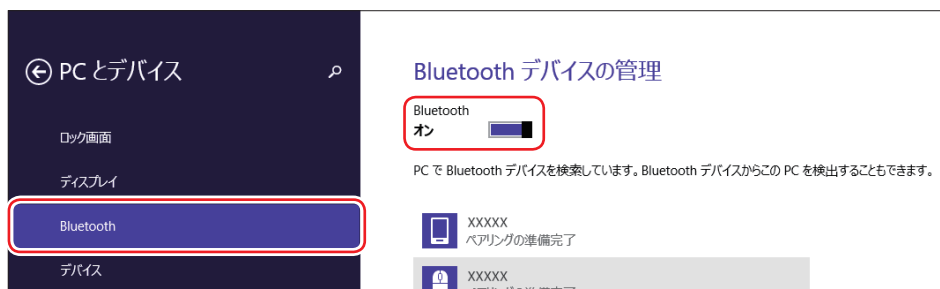 PC とデバイス
ロック画面
ディスプレイ
Bluetooth
デバイス
Bluetooth デバイスの管理
Bluetooth
オン
PC で Bluetooth デバイスを検索しています。Bluetooth デバイスからこの PC を検出することもできます。
XXXXX
ペアリングの準備完了
XXXXX